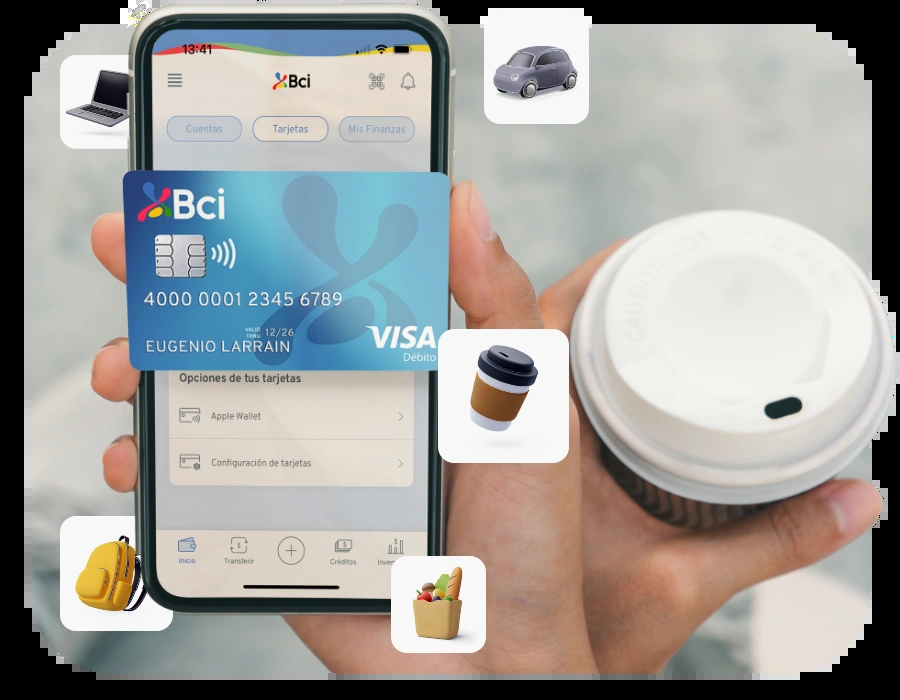 13:41
Bci
Cuentas
Tarjetas
Mis Finanzas
Bci
4000 0001 2345 6789
VALID THRU 12/26
EUGENIO LARRAIN
VISA
Débito
Opciones de tus tarjetas
Apple Wallet
Configuración de tarjetas
Inicio
Transferir
Créditos